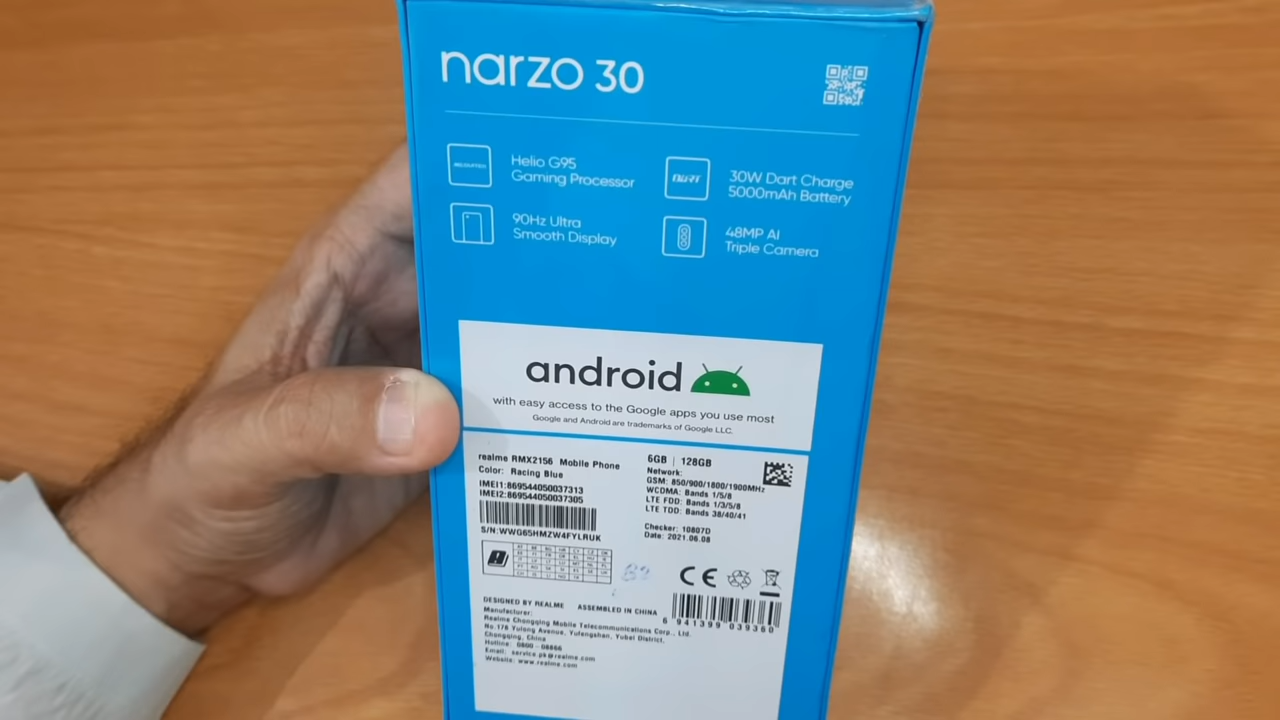 narzo 30
Helio G95
Gaming Processor
30W Dart Charge
5000mAh Battery
90Hz Ultra
Smooth Display
48MP AI
Triple Camera
android
with easy access to the Google apps you use most
Google and Android are trademarks of Google LLC.
realme RMX2156 Mobile Phone
Color: Racing Blue
IMEI1:869544050037313
IMEI2:869544050037305
S/N:WWG65HMZW4FYLRUK
6GB | 128GB
Network:
GSM: 850/900/1800/1900MHz
WCDMA: Bands 1/5/8
LTE FDD: Bands 1/3/5/8
LTE TDD: Bands 38/40/41
Checker: 10807D
Date: 2021.06.08
CE
6 941399 039360
DESIGNED BY REALME ASSEMBLED IN CHINA
Manufacturer:
Realme Chongqing Mobile Telecommunications Corp., Ltd.
No.178 Yulong Avenue, Yufengshan, Yubei District,
Chongqing, China
Hotline: 0800 - 08866
Email: service.pk@realme.com
Website: www.realme.com